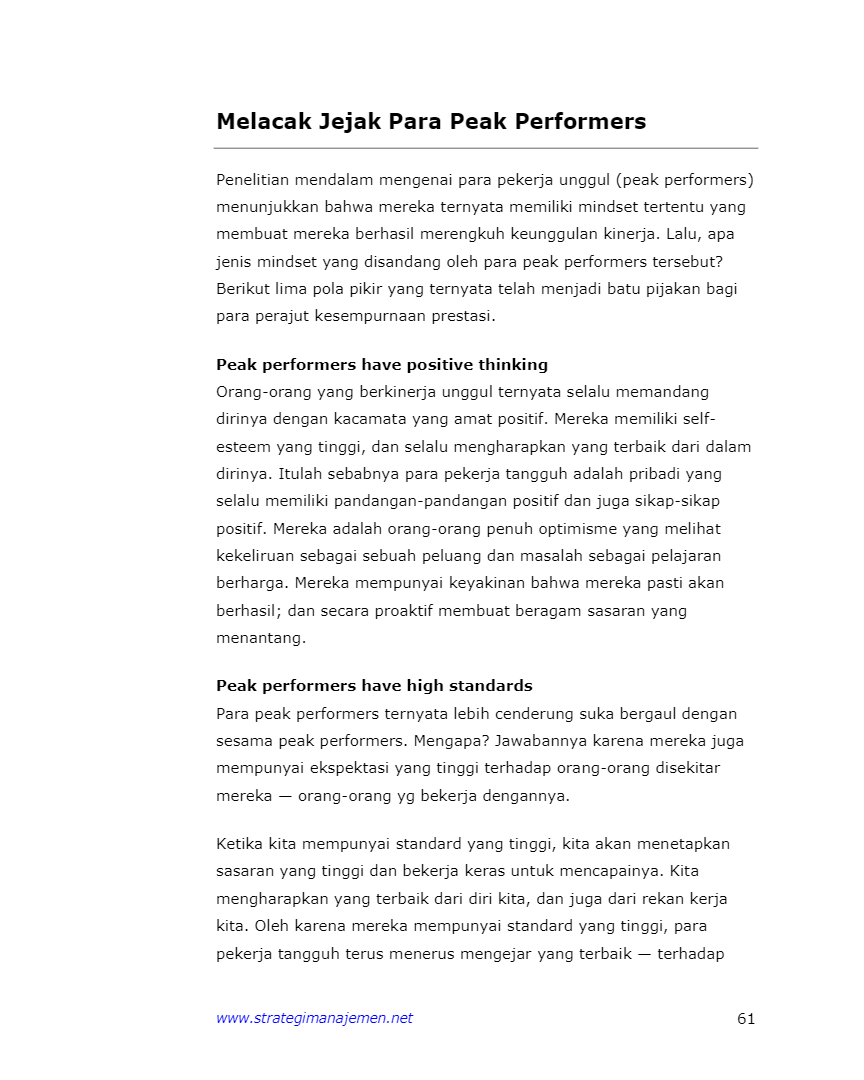 Melacak Jejak Para Peak Performers
Penelitian mendalam mengenai para pekerja unggul (peak performers)
menunjukkan bahwa mereka ternyata memiliki mindset tertentu yang
membuat mereka berhasil merengkuh keunggulan kinerja. Lalu, apa
jenis mindset yang disandang oleh para peak performers tersebut?
Berikut lima pola pikir yang ternyata telah menjadi batu pijakan bagi
para perajut kesempurnaan prestasi.
Peak performers have positive thinking
Orang-orang yang berkinerja unggul ternyata selalu memandang
dirinya dengan kacamata yang amat positif. Mereka memiliki self-
esteem yang tinggi, dan selalu mengharapkan yang terbaik dari dalam
dirinya. Itulah sebabnya para pekerja tangguh adalah pribadi yang
selalu memiliki pandangan-pandangan positif dan juga sikap-sikap
positif. Mereka adalah orang-orang penuh optimisme yang melihat
kekeliruan sebagai sebuah peluang dan masalah sebagai pelajaran
berharga. Mereka mempunyai keyakinan bahwa mereka pasti akan
berhasil; dan secara proaktif membuat beragam sasaran yang
menantang.
Peak performers have high standards
Para peak performers ternyata lebih cenderung suka bergaul dengan
sesama peak performers. Mengapa? Jawabannya karena mereka juga
mempunyai ekspektasi yang tinggi terhadap orang-orang disekitar
mereka — orang-orang yg bekerja dengannya.
Ketika kita mempunyai standard yang tinggi, kita akan menetapkan
sasaran yang tinggi dan bekerja keras untuk mencapainya. Kita
mengharapkan yang terbaik dari diri kita, dan juga dari rekan kerja
kita. Oleh karena mereka mempunyai standard yang tinggi, para
pekerja tangguh terus menerus mengejar yang terbaik — terhadap
www.strategimanajemen.net 61